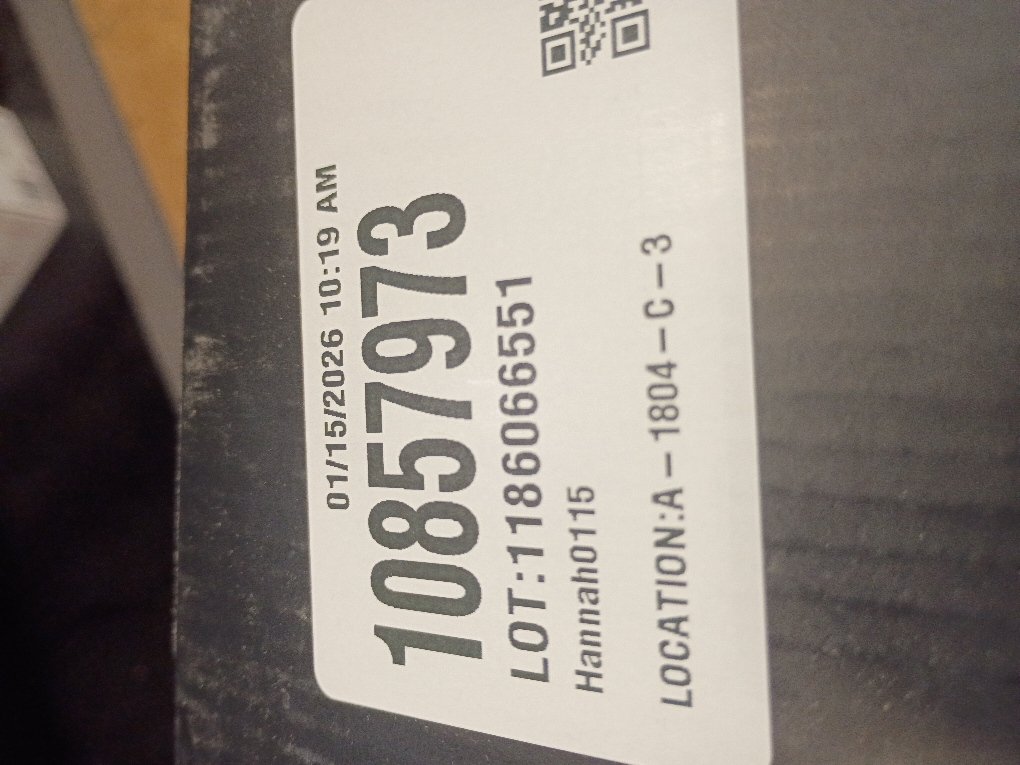 01/15/2026 10:19 AM
10857973
LOT:1186066551
Hannah0115
LOCATION:A-1804-C-3